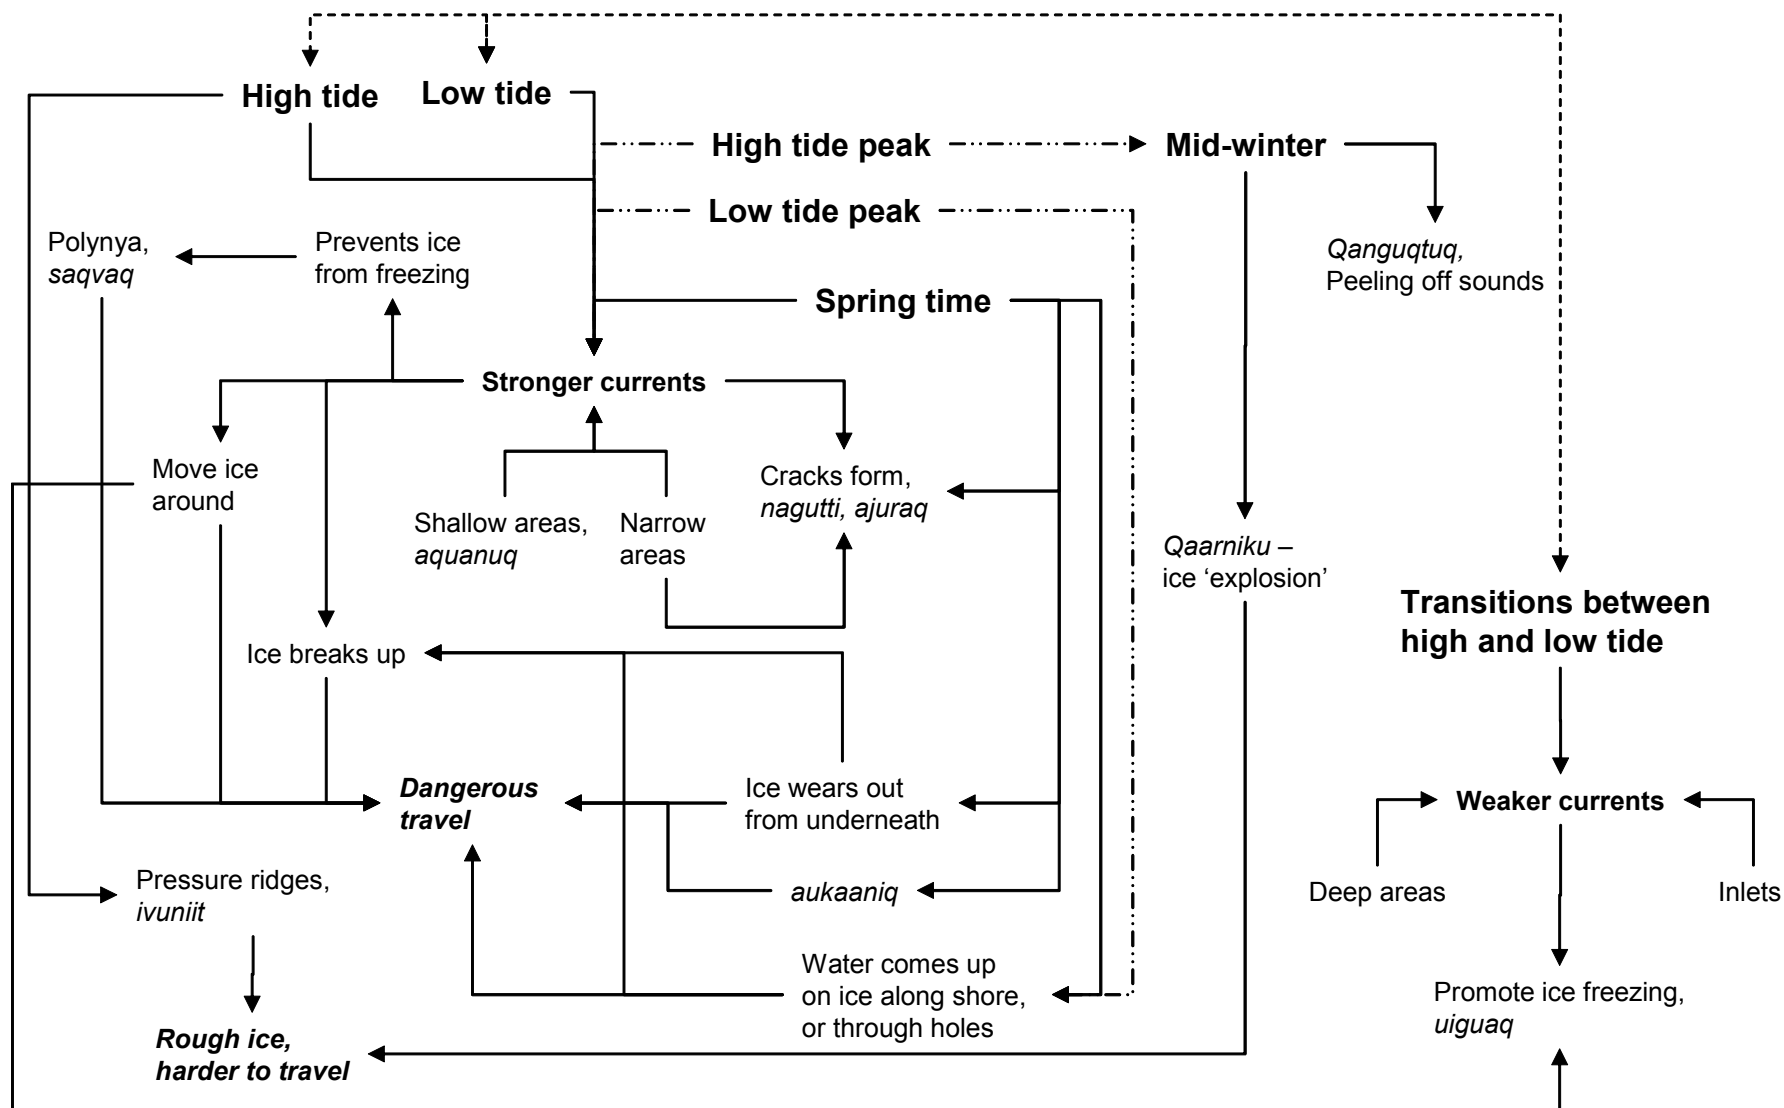 High tide
Low tide
High tide peak
Mid-winter
Low tide peak
Polynya,
saqvaq
Prevents ice
from freezing
Qanguqtuq,
Peeling off sounds
Spring time
Stronger currents
Move ice
around
Shallow areas,
aquanuq
Narrow
areas
Cracks form,
nagutti, ajuraq
Qaarniku –
ice ‘explosion’
Transitions between
high and low tide
Ice breaks up
Dangerous
travel
Ice wears out
from underneath
Weaker currents
Pressure ridges,
ivuniit
aukaaniq
Deep areas
Inlets
Water comes up
on ice along shore,
or through holes
Promote ice freezing,
uiguaq
Rough ice,
harder to travel